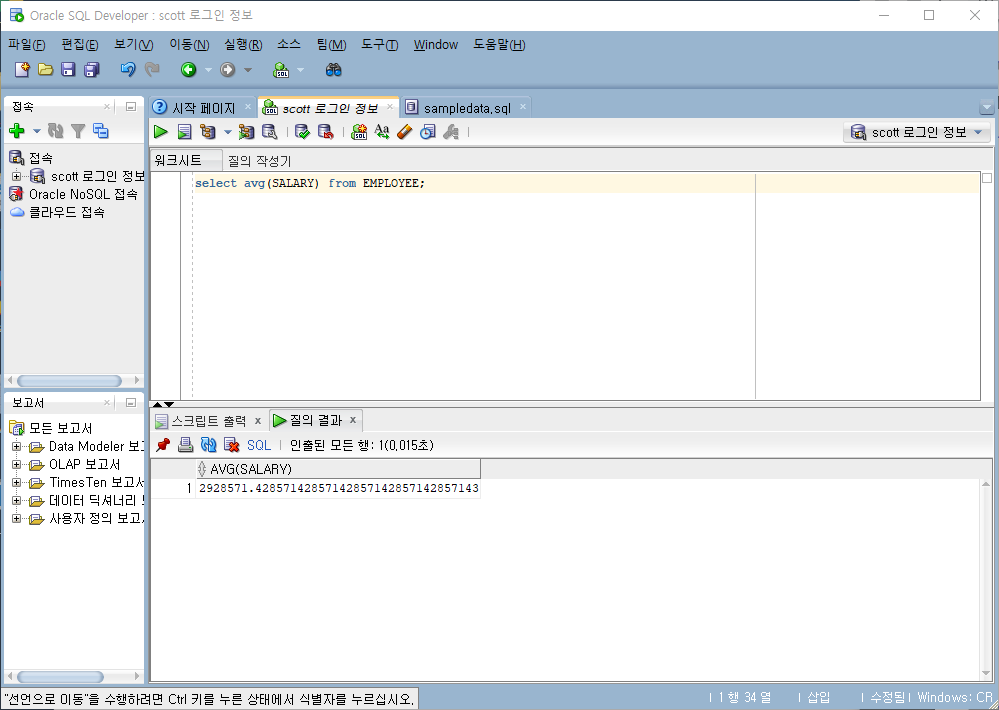 Oracle SQL Developer : scott 로그인 정보
파일(F) 편집(E) 보기(V) 이동(N) 실행(R) 소스 팀(M) 도구(T) Window 도움말(H)
접속
시작 페이지
scott 로그인 정보
sampledata.sql
scott 로그인 정보
워크시트
질의 작성기
접속
scott 로그인 정보
Oracle NoSQL 접속
클라우드 접속
select avg(SALARY) from EMPLOYEE;
보고서
모든 보고서
Data Modeler 보
OLAP 보고서
TimesTen 보고서
데이터 딕셔너리
사용자 정의 보고서
스크립트 출력 x
질의 결과 x
SQL | 인출된 모든 행: 1(0,015초)
AVG(SALARY)
1 2928571.42857142857142857142857142857143
"선언으로 이동"을 수행하려면 Ctrl 키를 누른 상태에서 식별자를 누르십시오.
1 행 34 열
삽입
수정됨
Windows: CR